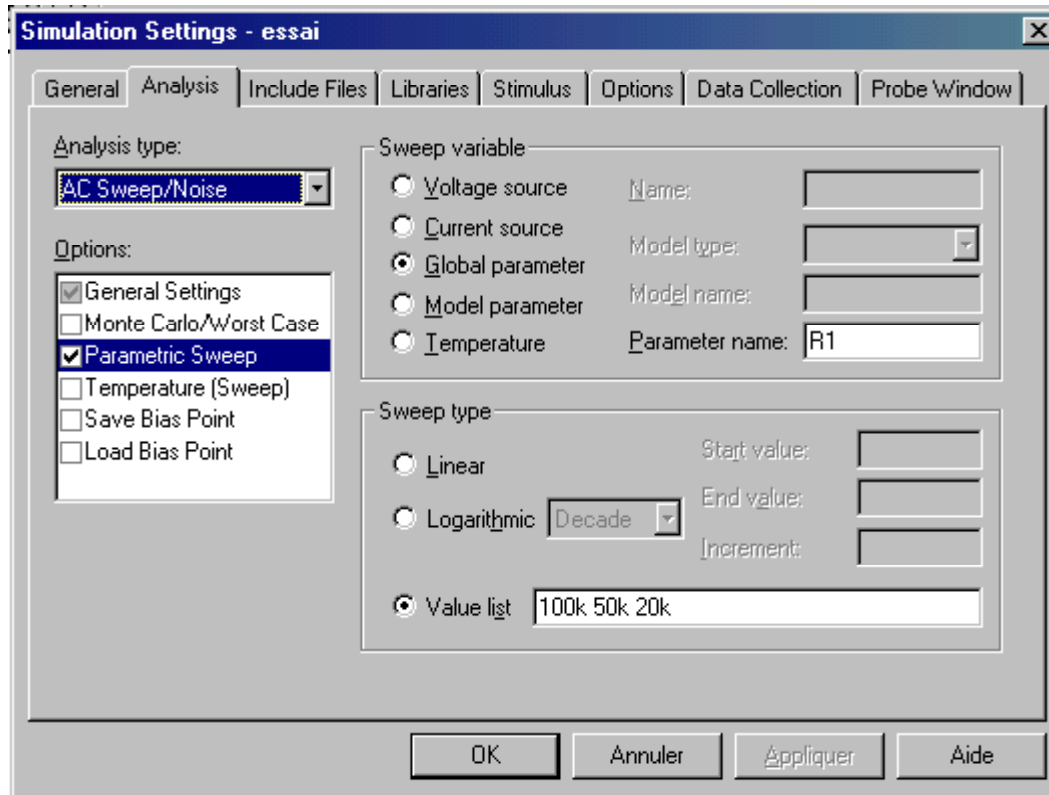 Simulation Settings - essai
General Analysis Include Files Libraries Stimulus Options Data Collection Probe Window
Analysis type:
AC Sweep/Noise
Options:
General Settings
Monte Carlo/Worst Case
Parametric Sweep
Temperature (Sweep)
Save Bias Point
Load Bias Point
Sweep variable
Voltage source
Current source
Global parameter
Model parameter
Temperature
Name:
Model type:
Model name:
Parameter name: R1
Sweep type
Linear
Logarithmic Decade
Start value:
End value:
Increment:
Value list 100k 50k 20k
OK Annuler Appliquer Aide